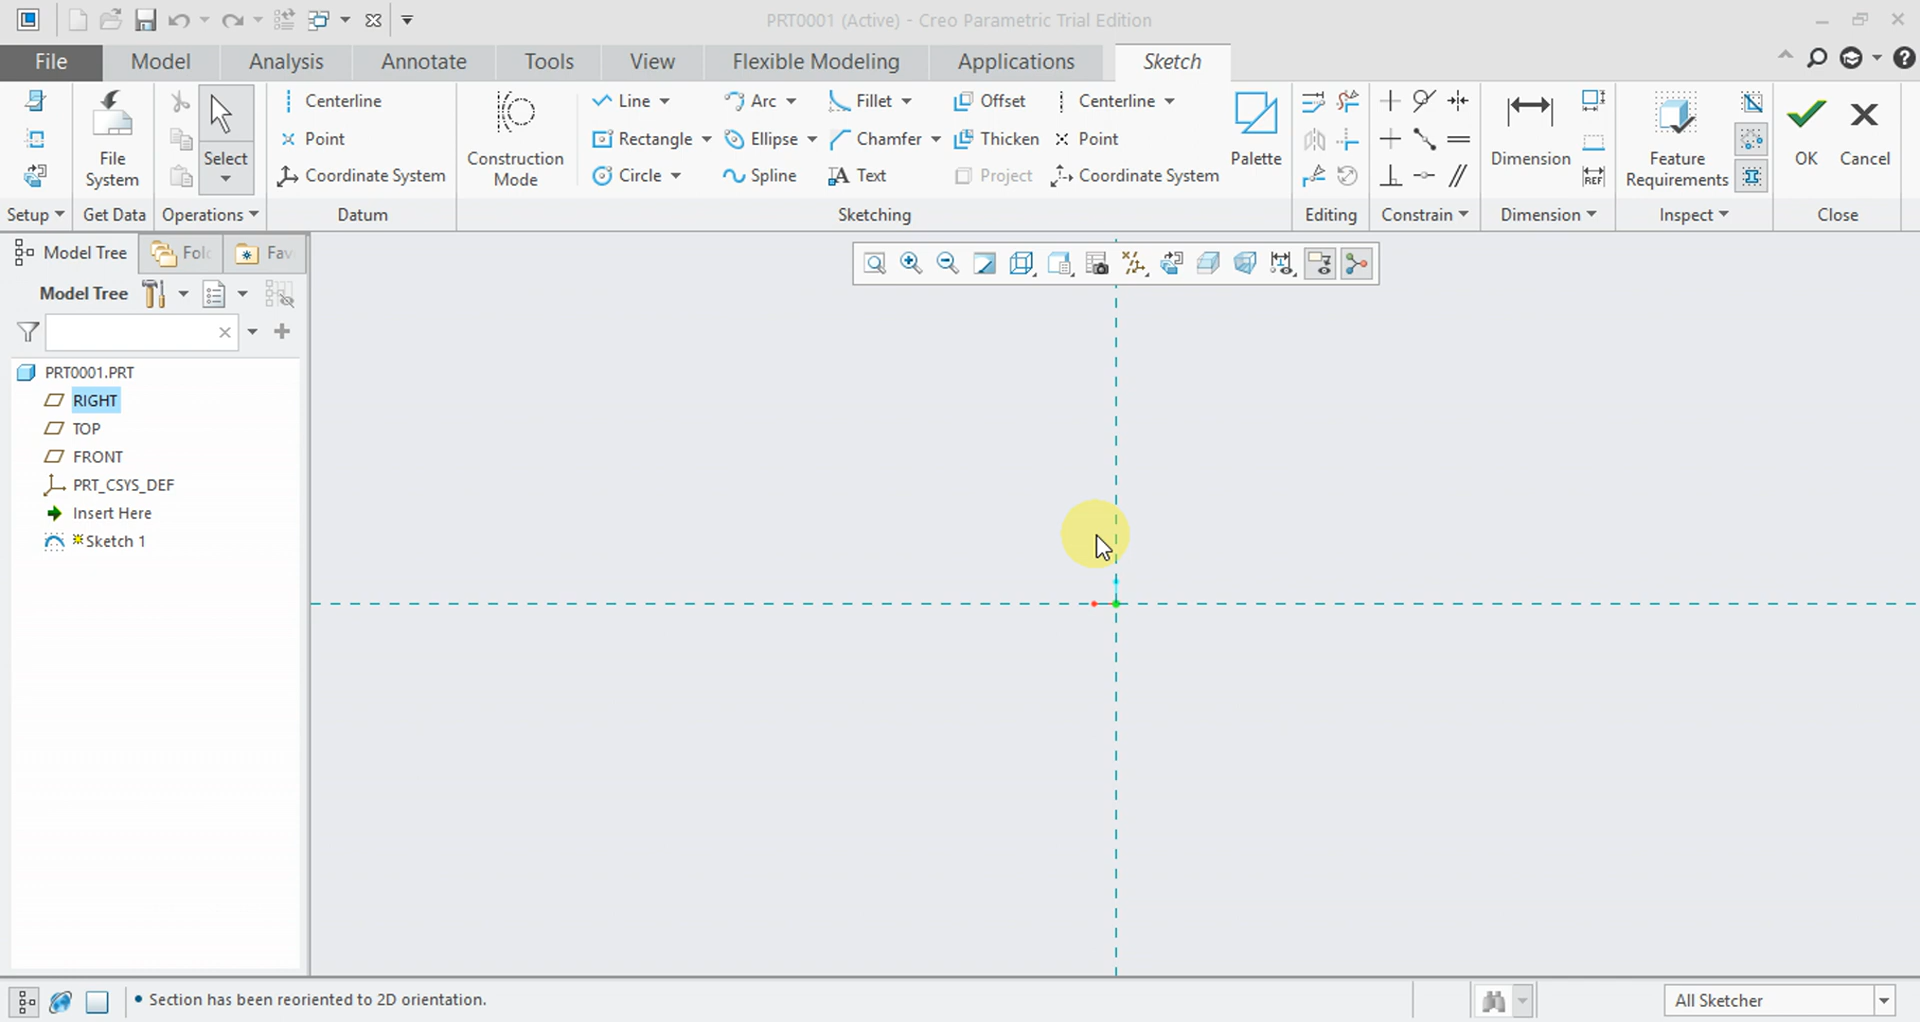 PRT0001 (Active) - Creo Parametric Trial Edition
File Model Analysis Annotate Tools View Flexible Modeling Applications Sketch
Centerline Line Arc Fillet Offset Centerline
Point Rectangle Ellipse Chamfer Thicken Point
Coordinate System Circle Spline Text Project Coordinate System
File System
Select
Construction Mode
Palette
Dimension
REF
Feature Requirements
OK
Cancel
Setup Get Data Operations Datum Sketching Editing Constrain Dimension Inspect Close
Model Tree Fol Fav
Model Tree
PRT0001.PRT
RIGHT
TOP
FRONT
PRT_CSYS_DEF
Insert Here
Sketch 1
Section has been reoriented to 2D orientation.
All Sketcher